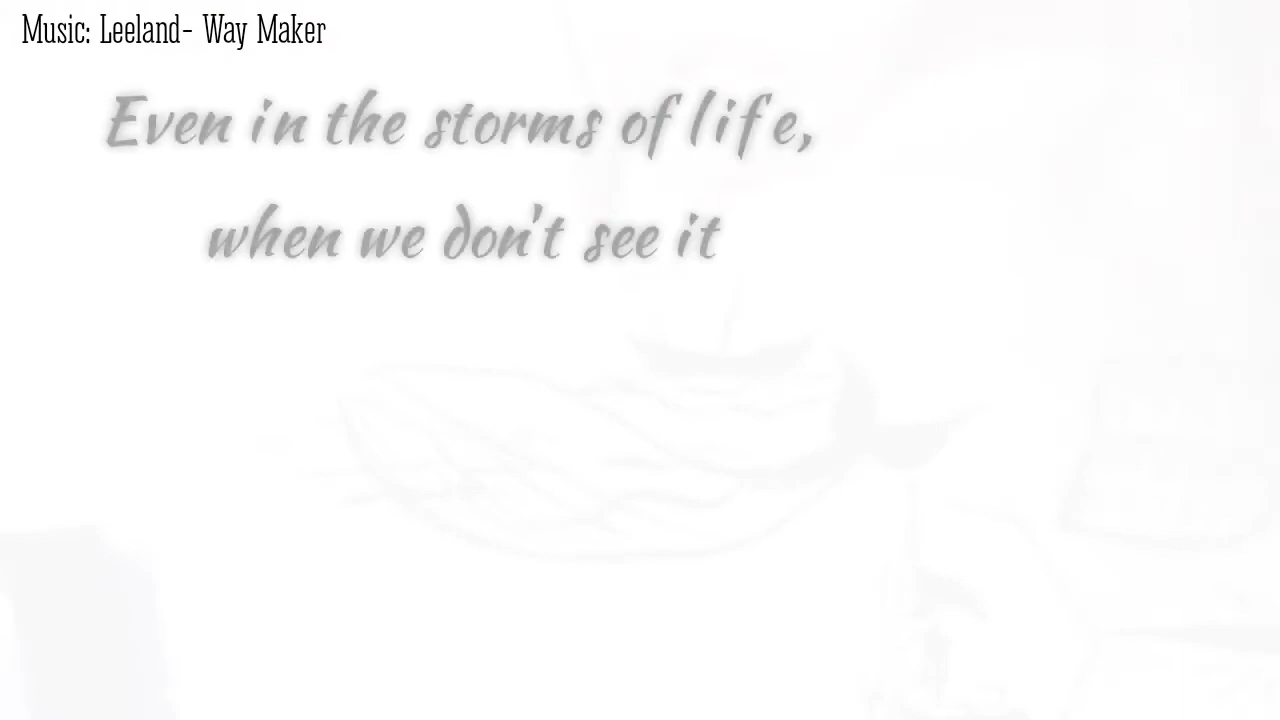 Music: Leeland- Way Maker
Even in the storms of life,
when we don't see it